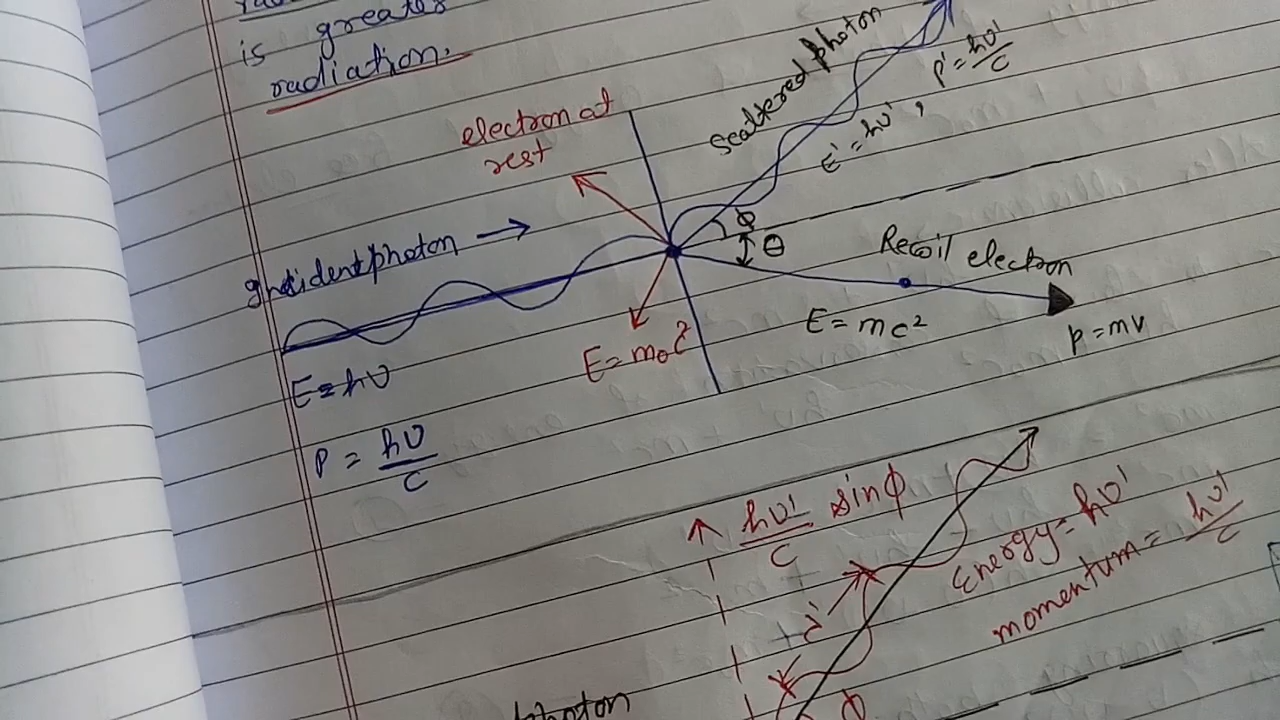 is greater
radiation.
electron at
rest
Scattered photon
E' = hν' , p' = hν'/c
Incident photon →
ϕ
θ
Recoil electron
E = m₀c²
E = mc²
p = mv
E = hν
P = hν/c
↑ hν'/c sinϕ
Energy = hν'
momentum = hν'/c
λ'
photon
ϕ